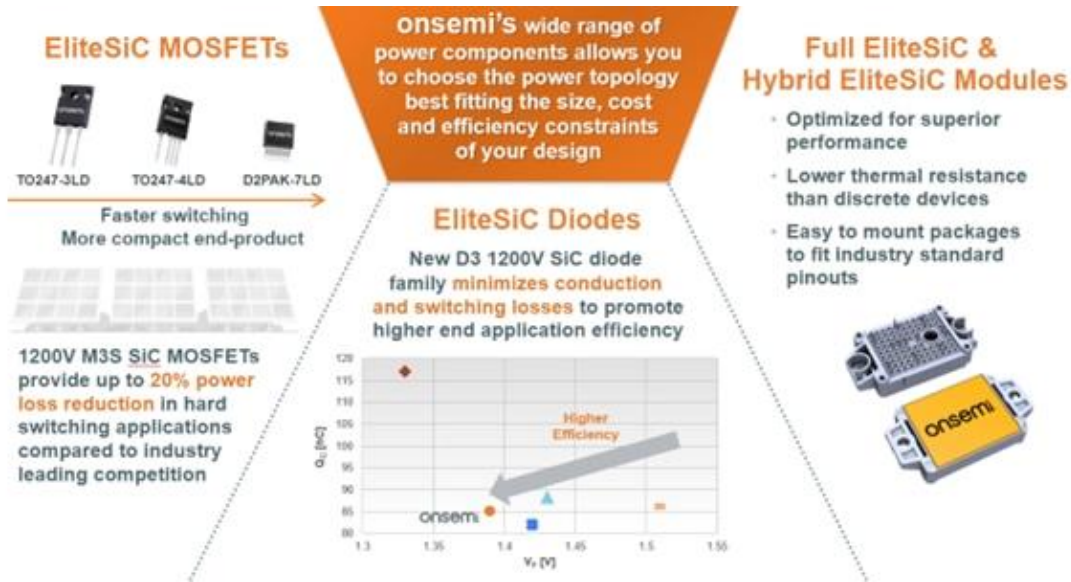 EliteSiC MOSFETs
TO247-3LD
TO247-4LD
D2PAK-7LD
Faster switching
More compact end-product
1200V M3S SiC MOSFETs
provide up to 20% power
loss reduction in hard
switching applications
compared to industry
leading competition
onsemi's wide range of
power components allows you
to choose the power topology
best fitting the size, cost
and efficiency constraints
of your design
EliteSiC Diodes
New D3 1200V SiC diode
family minimizes conduction
and switching losses to promote
higher end application efficiency
120
115
110
105
100
95
90
85
80
Higher
Efficiency
onsemi
1.3
1.35
1.4
1.45
1.5
1.55
VF [V]
Full EliteSiC &
Hybrid EliteSiC Modules
• Optimized for superior
performance
• Lower thermal resistance
than discrete devices
• Easy to mount packages
to fit industry standard
pinouts
onsemi